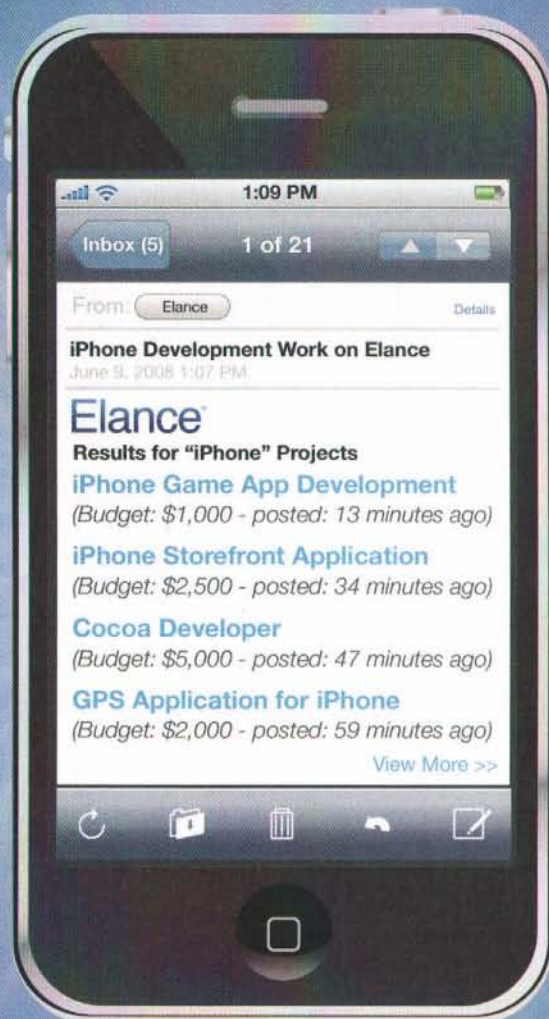 1:09 PM
Inbox (5) 1 of 21
From: Elance Details
iPhone Development Work on Elance
June 9, 2008 1:07 PM
Elance®
Results for “iPhone” Projects
iPhone Game App Development
(Budget: $1,000 - posted: 13 minutes ago)
iPhone Storefront Application
(Budget: $2,500 - posted: 34 minutes ago)
Cocoa Developer
(Budget: $5,000 - posted: 47 minutes ago)
GPS Application for iPhone
(Budget: $2,000 - posted: 59 minutes ago)
View More >>